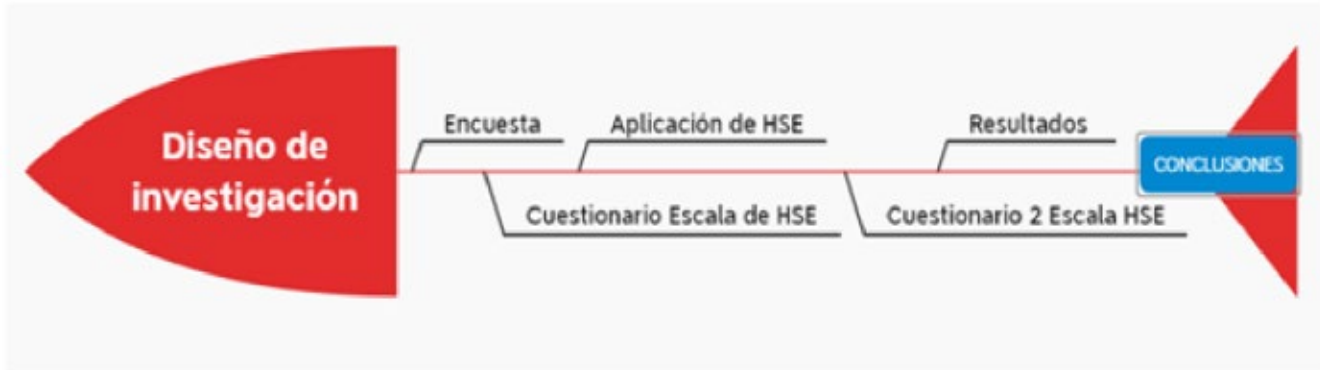 Diseño de
investigación
Encuesta
Aplicación de HSE
Resultados
CONCLUSIONES
Cuestionario Escala de HSE
Cuestionario 2 Escala HSE